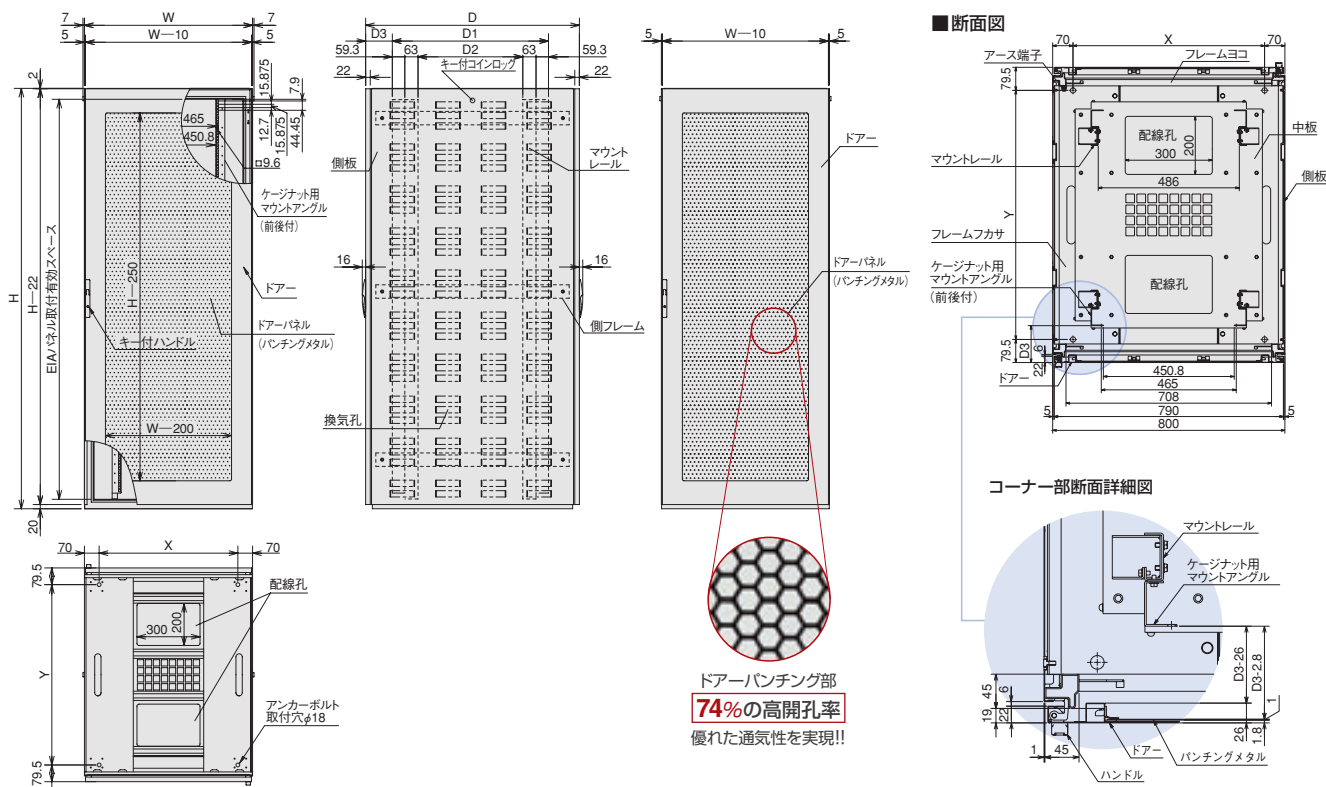 7
W
7
5
W—10
5
2
15.875
7.9
465
450.8
12.7
15.875
44.45
□9.6
ケージナット用
マウントアングル
(前後付)
H
H—22
EIAパネル取付有効スペース
H—250
ドアー
ドアーパネル
(パンチングメタル)
キー付ハンドル
W—200
20
D
D3
D1
59.3
63
D2
63
59.3
22
キー付コインロック
22
側板
マウント
レール
16
16
側フレーム
換気孔
5
W—10
5
ドアー
ドアーパネル
(パンチングメタル)
ドアーパンチング部
74%の高開孔率
優れた通気性を実現!!
70
X
70
79.5
配線孔
300
200
Y
アンカーボルト
取付穴φ18
79.5
■断面図
70
X
70
アース端子
フレームヨコ
79.5
配線孔
200
300
中板
マウントレール
486
側板
Y
フレームフカサ
ケージナット用
マウントアングル
(前後付)
配線孔
79.5
D3
6
22
ドアー
450.8
465
708
5
790
5
800
コーナー部断面詳細図
マウントレール
ケージナット用
マウントアングル
D3-26
D3-2.8
45
6
19
22
1
26
1.8
1
45
ドアー
パンチングメタル
ハンドル